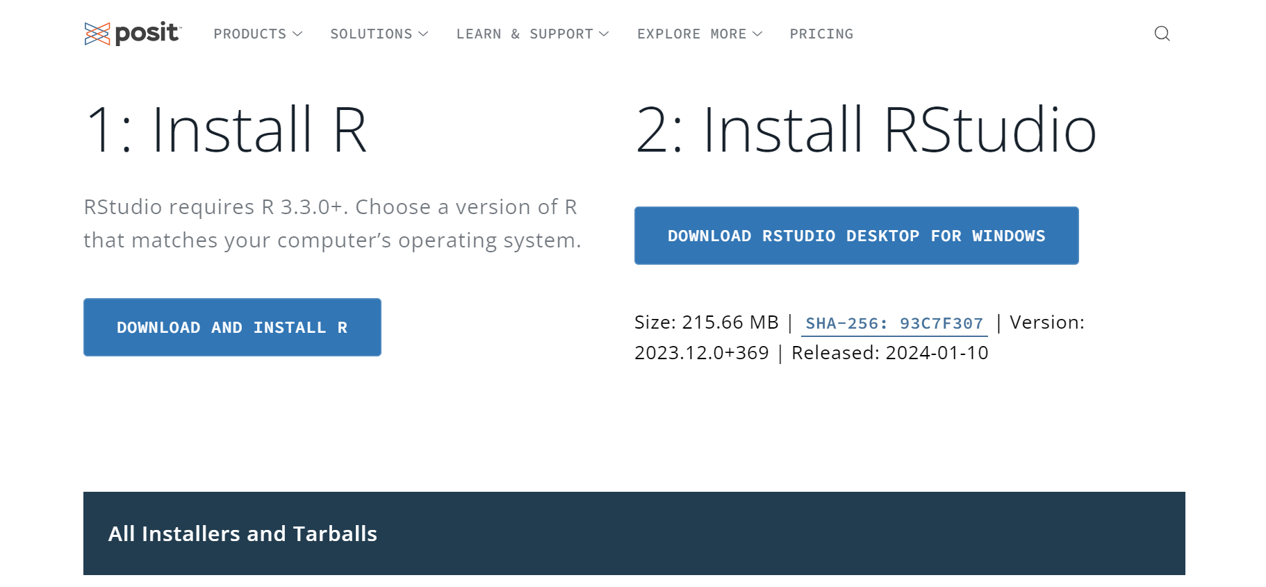 posit™
PRODUCTS
SOLUTIONS
LEARN & SUPPORT
EXPLORE MORE
PRICING
1: Install R
RStudio requires R 3.3.0+. Choose a version of R
that matches your computer’s operating system.
DOWNLOAD AND INSTALL R
2: Install RStudio
DOWNLOAD RSTUDIO DESKTOP FOR WINDOWS
Size: 215.66 MB | SHA-256: 93C7F307 | Version:
2023.12.0+369 | Released: 2024-01-10
All Installers and Tarballs